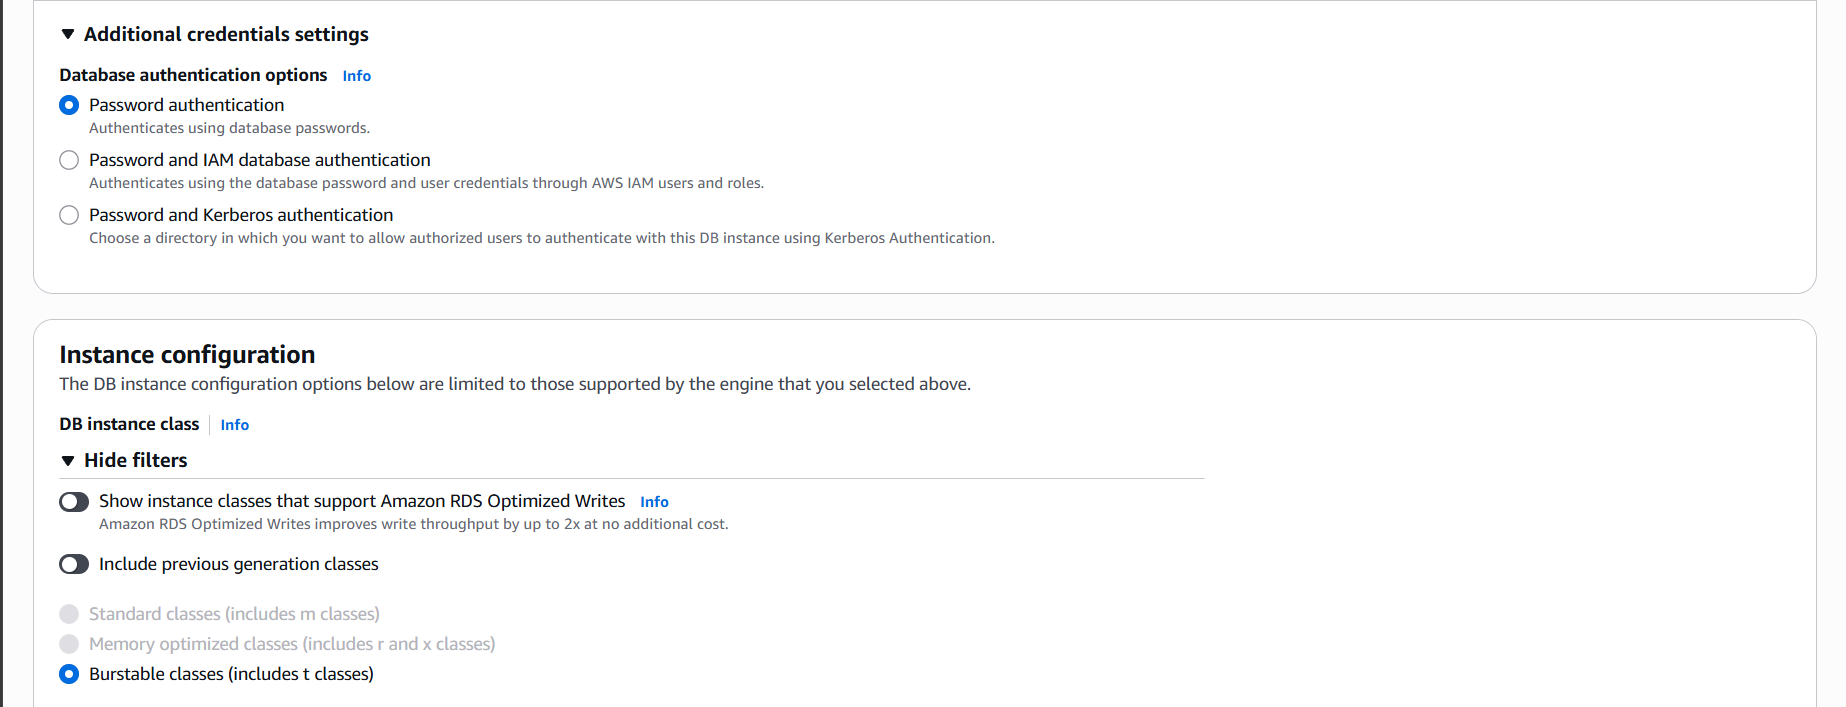 Additional credentials settings
Database authentication options Info
Password authentication
Authenticates using database passwords.
Password and IAM database authentication
Authenticates using the database password and user credentials through AWS IAM users and roles.
Password and Kerberos authentication
Choose a directory in which you want to allow authorized users to authenticate with this DB instance using Kerberos Authentication.
Instance configuration
The DB instance configuration options below are limited to those supported by the engine that you selected above.
DB instance class Info
Hide filters
Show instance classes that support Amazon RDS Optimized Writes Info
Amazon RDS Optimized Writes improves write throughput by up to 2x at no additional cost.
Include previous generation classes
Standard classes (includes m classes)
Memory optimized classes (includes r and x classes)
Burstable classes (includes t classes)